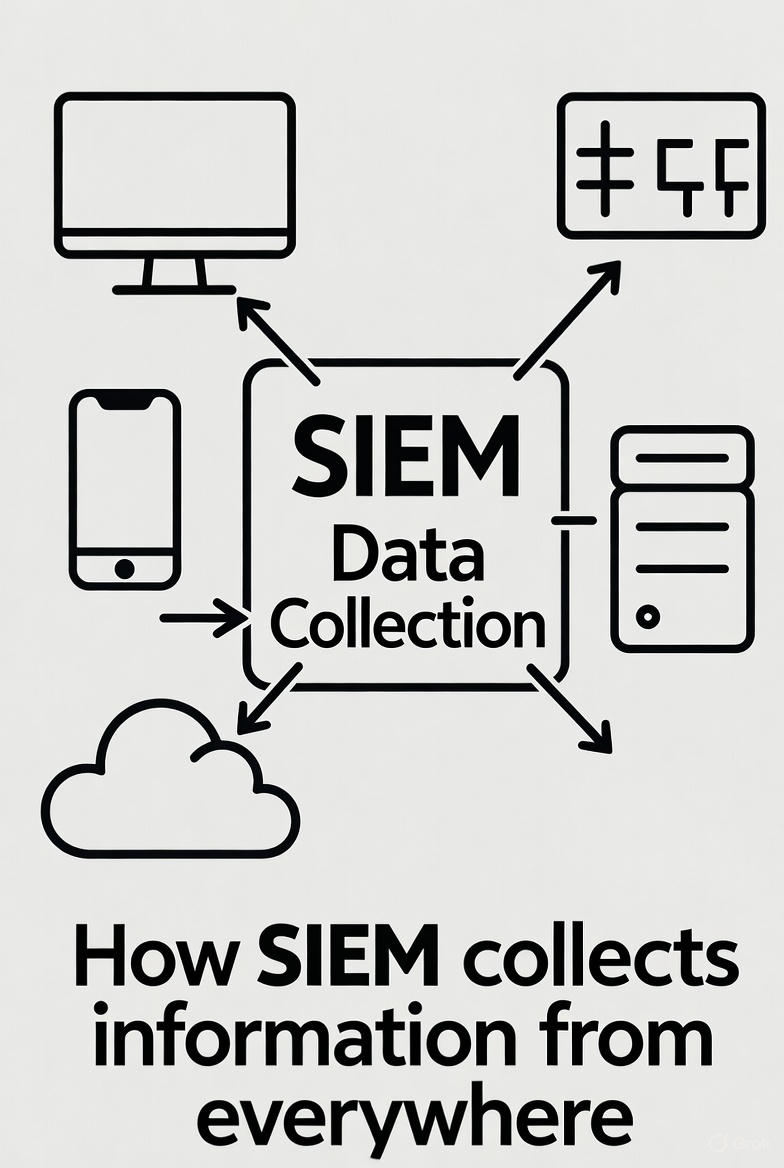 SIEM
Data
Collection
How SIEM collects
information from
everywhere